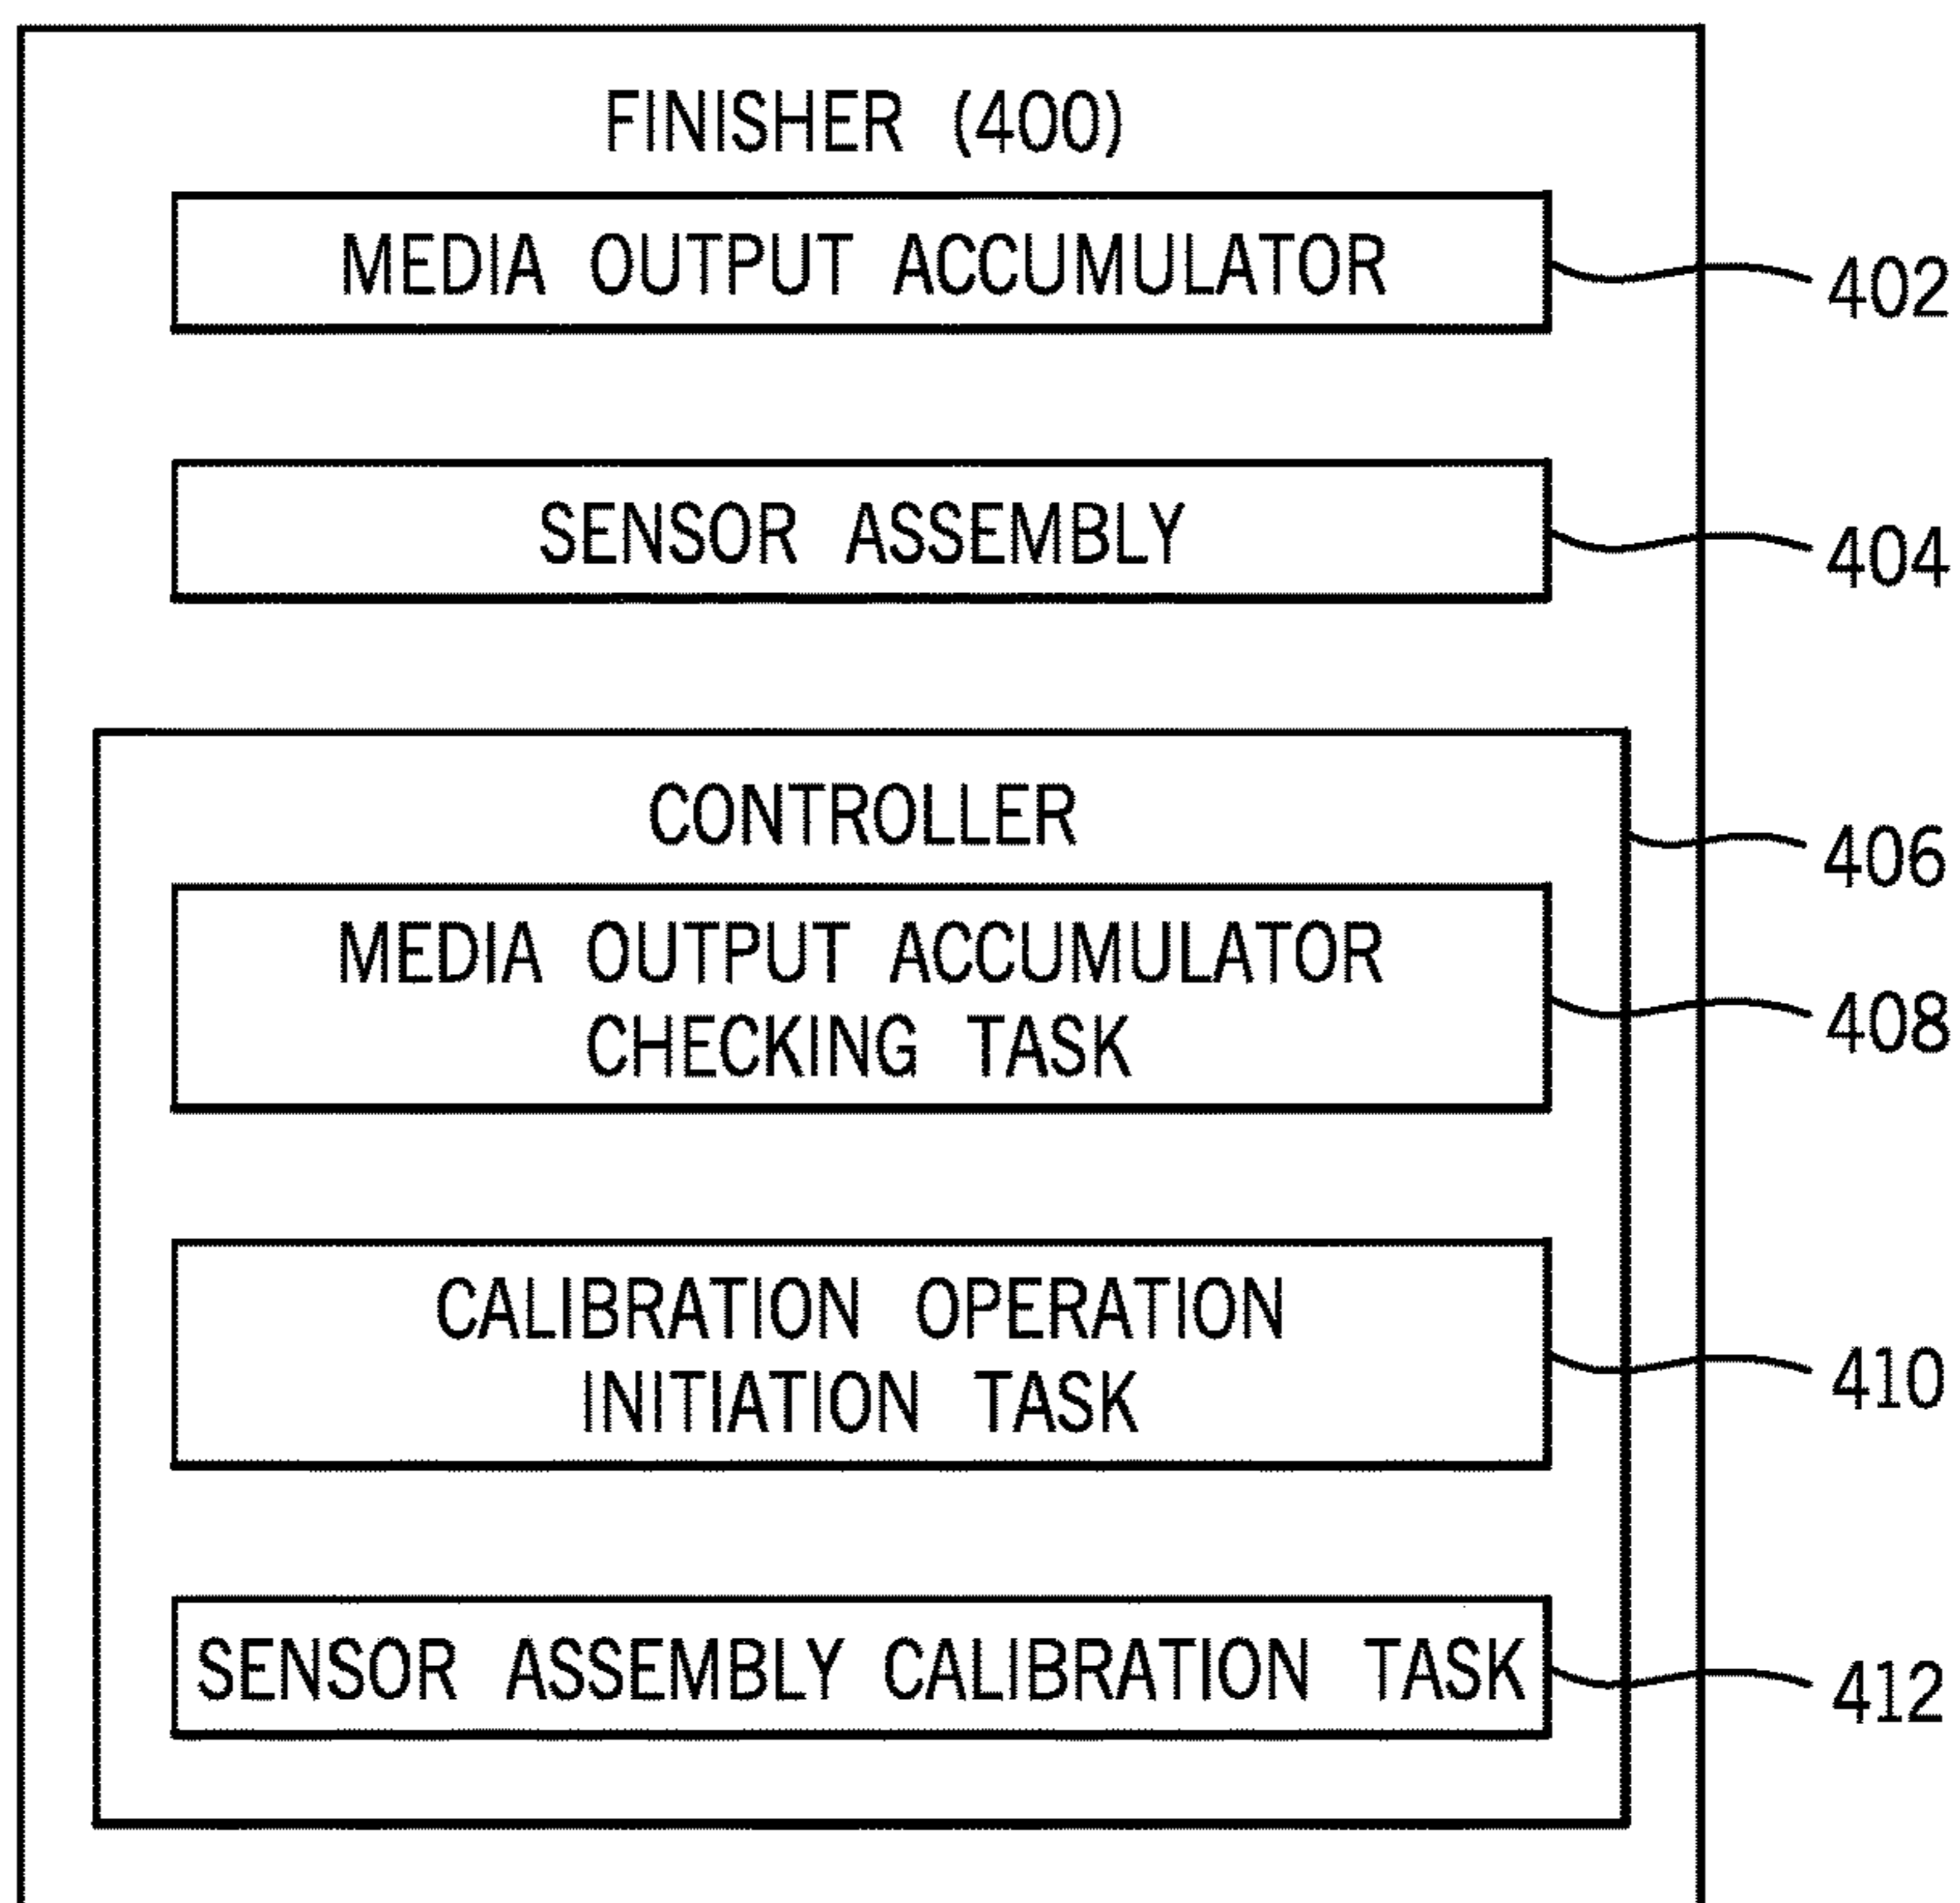 FINISHER (400)
MEDIA OUTPUT ACCUMULATOR
402
SENSOR ASSEMBLY
404
CONTROLLER
406
MEDIA OUTPUT ACCUMULATOR
CHECKING TASK
408
CALIBRATION OPERATION
INITIATION TASK
410
SENSOR ASSEMBLY CALIBRATION TASK
412